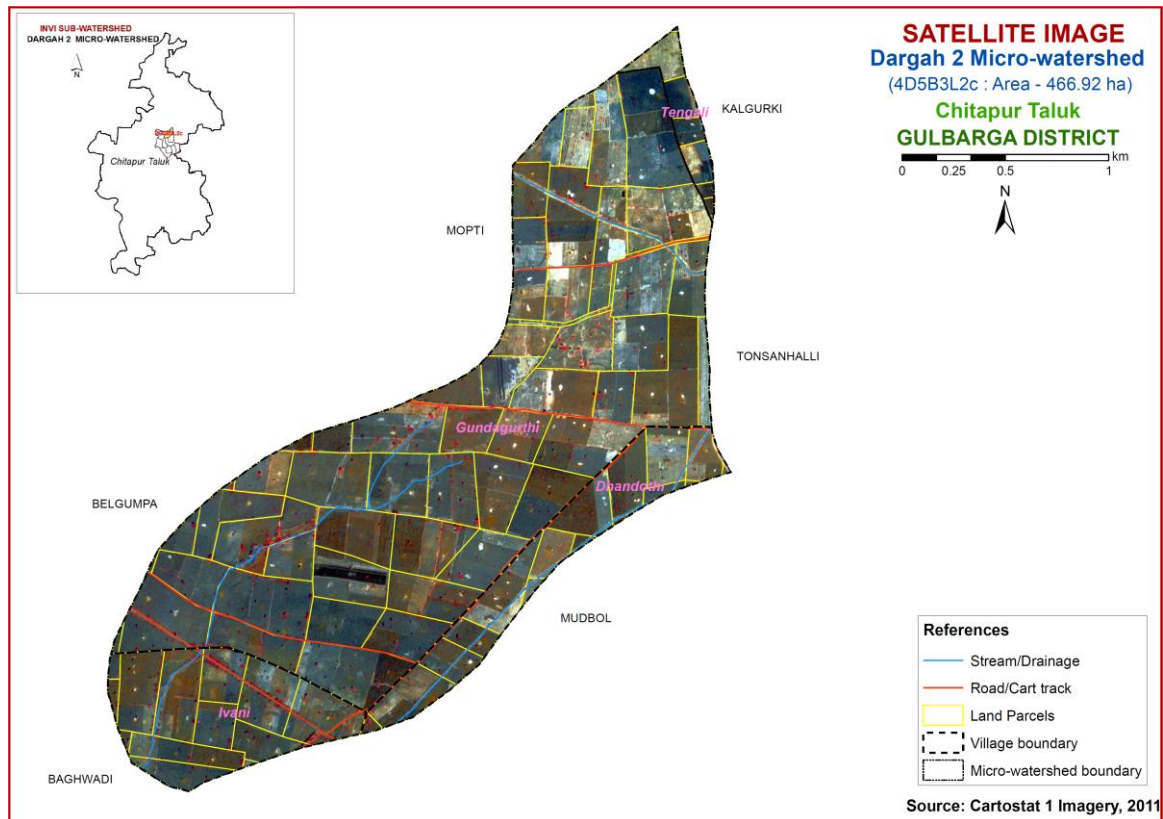 INVI SUB-WATERSHED
DARGAH 2 MICRO-WATERSHED
N
Chitapur Taluk
SATELLITE IMAGE
Dargah 2 Micro-watershed
(4D5B3L2c : Area - 466.92 ha)
Chitapur Taluk
GULBARGA DISTRICT
km
0 0.25 0.5 1
N
Tengali
KALGURKI
MOPTI
TONSANHALLI
Gundagurthi
Dhandothi
BELGUMPA
MUDBOL
Ivani
BAGHWADI
References
Stream/Drainage
Road/Cart track
Land Parcels
Village boundary
Micro-watershed boundary
Source: Cartostat 1 Imagery, 2011